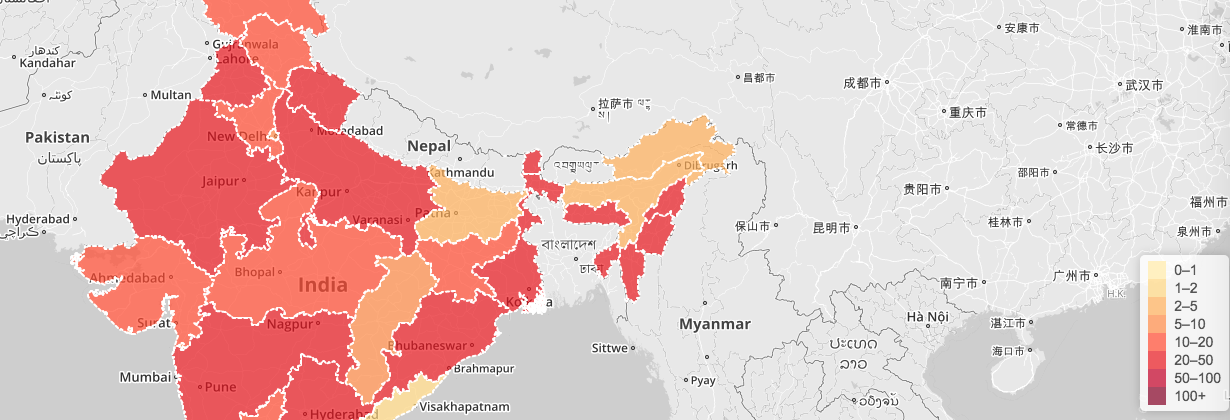 Gujranwala
Lahore
کندهار
Kandahar
کوئٹہ
Multan
Pakistan
پاکستان
Hyderabad
کراچی
New Delhi
Moradabad
Jaipur
Kanpur
Varanasi
Nepal
Kathmandu
Patna
Dibrugarh
Ahmedabad
Bhopal
India
Surat
Nagpur
Mumbai
Pune
Hyderabad
Bhubaneswar
Brahmapur
Visakhapatnam
বাংলাদেশ
ঢাকা
Myanmar
Sittwe
Pyay
安康市
淮南市
昌都市
成都市
武汉市
拉萨市
重庆市
常德市
长沙市
邵阳市
贵阳市
福州市
保山市
昆明市
桂林市
泉州市
南宁市
广州市
H.K.
Hà Nội
湛江市
海口市
ປະເທດ
ລາວ
0–1
1–2
2–5
5–10
10–20
20–50
50–100
100+